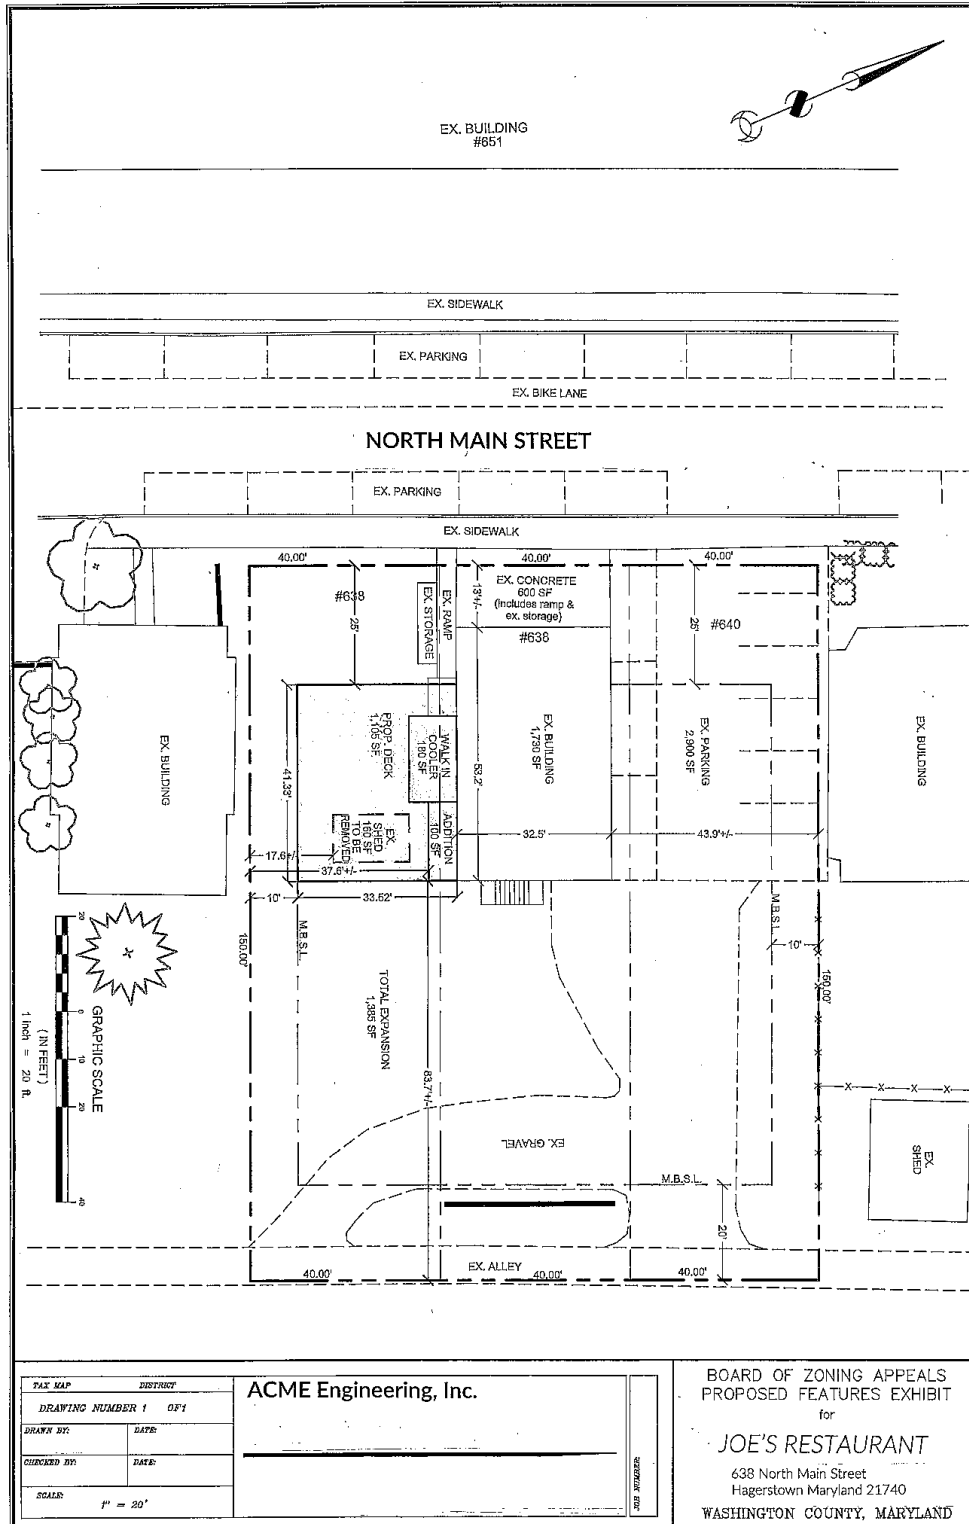 EX. BUILDING
#651
EX. SIDEWALK
EX. PARKING
EX. BIKE LANE
NORTH MAIN STREET
EX. PARKING
EX. SIDEWALK
40.00'
40.00'
40.00'
#638
25'
EX. STORAGE
EX. RAMP
13'+/-
EX. CONCRETE
600 SF
(includes ramp &
ex. storage)
#638
25'
#640
EX. BUILDING
41.33'
PROP. DECK
1,105 SF
WALK IN
COOLER
180 SF
53.2'
EX. BUILDING
1,730 SF
EX. PARKING
2,900 SF
EX. BUILDING
EX.
SHED
160 SF
TO BE
REMOVED
ADDITION
100 SF
32.5'
43.9'+/-
17.6+/-
37.6'+/-
10'
33.52'
M.B.S.L.
M.B.S.L.
10'
150.00'
150.00'
TOTAL EXPANSION
1,385 SF
83.7'+/-
20
0
10
20
40
GRAPHIC SCALE
( IN FEET )
1 inch = 20 ft.
EX. GRAVEL
X X X X
EX.
SHED
M.B.S.L.
20'
EX. ALLEY
40.00'
40.00'
40.00'
TAX MAP
DISTRICT
DRAWING NUMBER 1 OF 1
DRAWN BY:
DATE:
CHECKED BY:
DATE:
SCALE:
1" = 20'
ACME Engineering, Inc.
JOB NUMBER
BOARD OF ZONING APPEALS
PROPOSED FEATURES EXHIBIT
for
JOE'S RESTAURANT
638 North Main Street
Hagerstown Maryland 21740
WASHINGTON COUNTY, MARYLAND